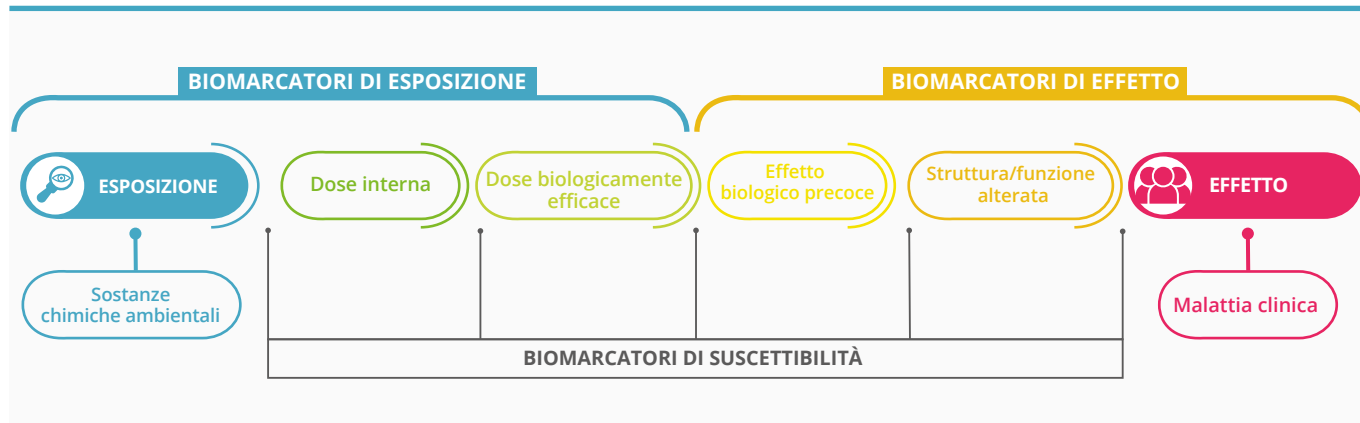 BIOMARCATORI DI ESPOSIZIONE
BIOMARCATORI DI EFFETTO
ESPOSIZIONE
Dose interna
Dose biologicamente
efficace
Effetto
biologico precoce
Struttura/funzione
alterata
EFFETTO
Sostanze
chimiche ambientali
Malattia clinica
BIOMARCATORI DI SUSCETTIBILITÀ